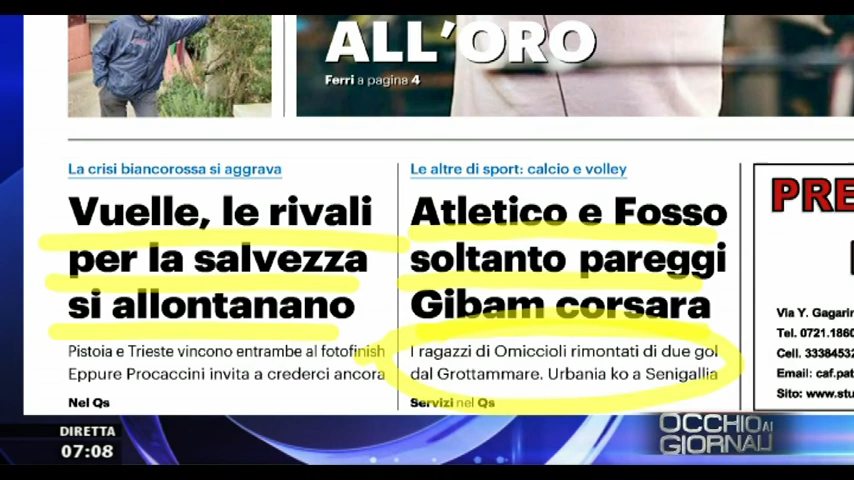 ALL'ORO
Ferri a pagina 4
La crisi biancorossa si aggrava
Vuelle, le rivali
per la salvezza
si allontanano
Pistoia e Trieste vincono entrambe al fotofinish
Eppure Procaccini invita a crederci ancora
Nel Qs
Le altre di sport: calcio e volley
Atletico e Fosso
soltanto pareggi
Gibam corsara
I ragazzi di Omiccioli rimontati di due gol
dal Grottammare. Urbania ko a Senigallia
Servizi nel Qs
PRE
Via Y. Gagarin
Tel. 0721.1860
Cell. 33384532
Email: caf.pat
Sito: www.stu
DIRETTA
07:08
OCCHIO AI
GIORNALI